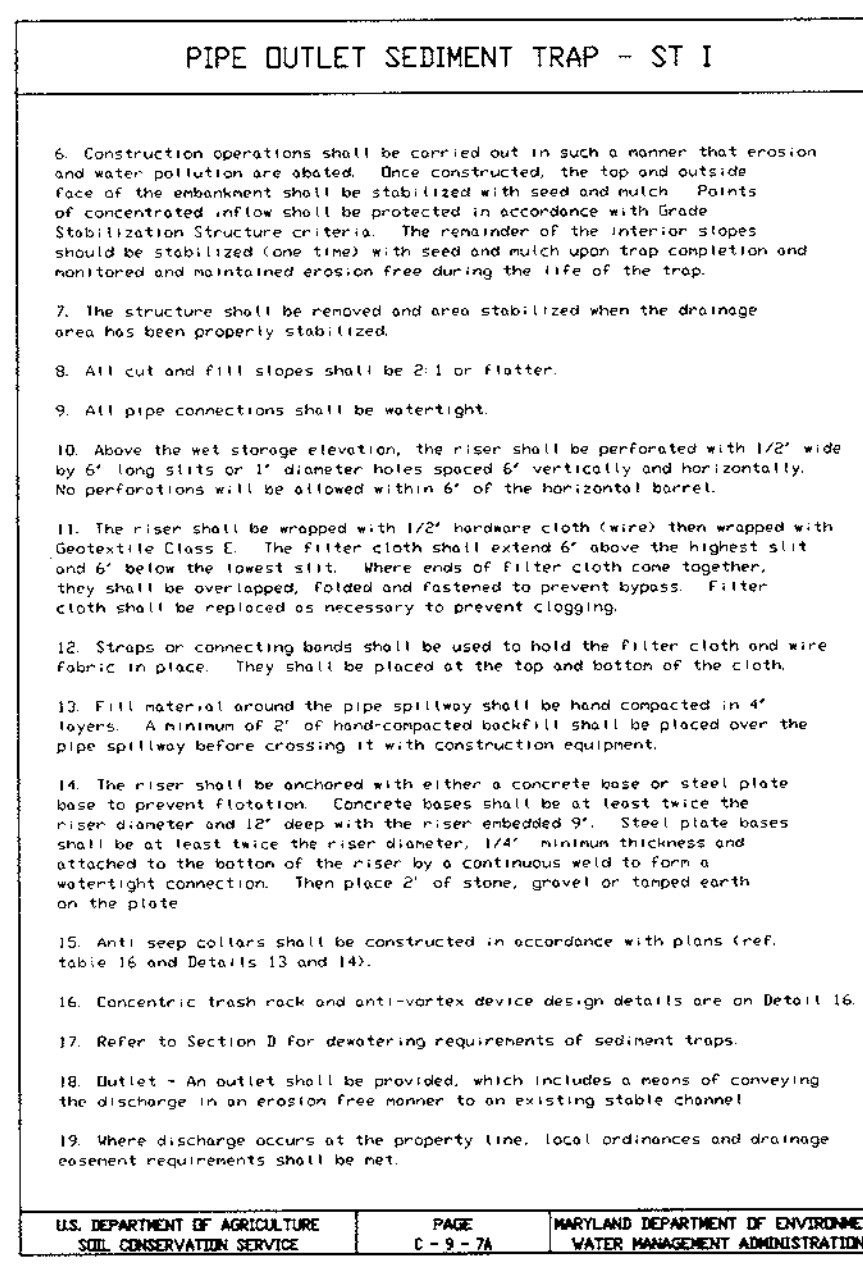 PIPE OUTLET SEDIMENT TRAP - ST I
6. Construction operations shall be carried out in such a manner that erosion
and water pollution are abated. Once constructed, the top and outside
face of the embankment shall be stabilized with seed and mulch Points
of concentrated inflow shall be protected in accordance with Grade
Stabilization Structure criteria. The remainder of the interior slopes
should be stabilized (one time) with seed and mulch upon trap completion and
monitored and maintained erosion free during the life of the trap.
7. The structure shall be removed and area stabilized when the drainage
area has been properly stabilized.
8. All cut and fill slopes shall be 2:1 or flatter.
9. All pipe connections shall be watertight.
10. Above the wet storage elevation, the riser shall be perforated with 1/2" wide
by 6" long slits or 1" diameter holes spaced 6" vertically and horizontally.
No perforations will be allowed within 6" of the horizontal barrel.
11. The riser shall be wrapped with 1/2" hardware cloth (wire) then wrapped with
Geotextile Class E. The filter cloth shall extend 6" above the highest slit
and 6" below the lowest slit. Where ends of filter cloth come together,
they shall be overlapped, folded and fastened to prevent bypass. Filter
cloth shall be replaced as necessary to prevent clogging.
12. Straps or connecting bands shall be used to hold the filter cloth and wire
fabric in place. They shall be placed at the top and bottom of the cloth.
13. Fill material around the pipe spillway shall be hand compacted in 4"
layers. A minimum of 2' of hand-compacted backfill shall be placed over the
pipe spillway before crossing it with construction equipment.
14. The riser shall be anchored with either a concrete base or steel plate
base to prevent flotation. Concrete bases shall be at least twice the
riser diameter and 12" deep with the riser embedded 9". Steel plate bases
shall be at least twice the riser diameter, 1/4" minimum thickness and
attached to the bottom of the riser by a continuous weld to form a
watertight connection. Then place 2' of stone, gravel or tamped earth
on the plate
15. Anti seep collars shall be constructed in accordance with plans (ref.
table 16 and Details 13 and 14).
16. Concentric trash rack and anti-vortex device design details are on Detail 16.
17. Refer to Section D for dewatering requirements of sediment traps.
18. Outlet - An outlet shall be provided, which includes a means of conveying
the discharge in an erosion free manner to an existing stable channel
19. Where discharge occurs at the property line, local ordinances and drainage
easement requirements shall be met.
U.S. DEPARTMENT OF AGRICULTURE
SOIL CONSERVATION SERVICE
PAGE
C - 9 - 7A
MARYLAND DEPARTMENT OF ENVIRONME
WATER MANAGEMENT ADMINISTRATION